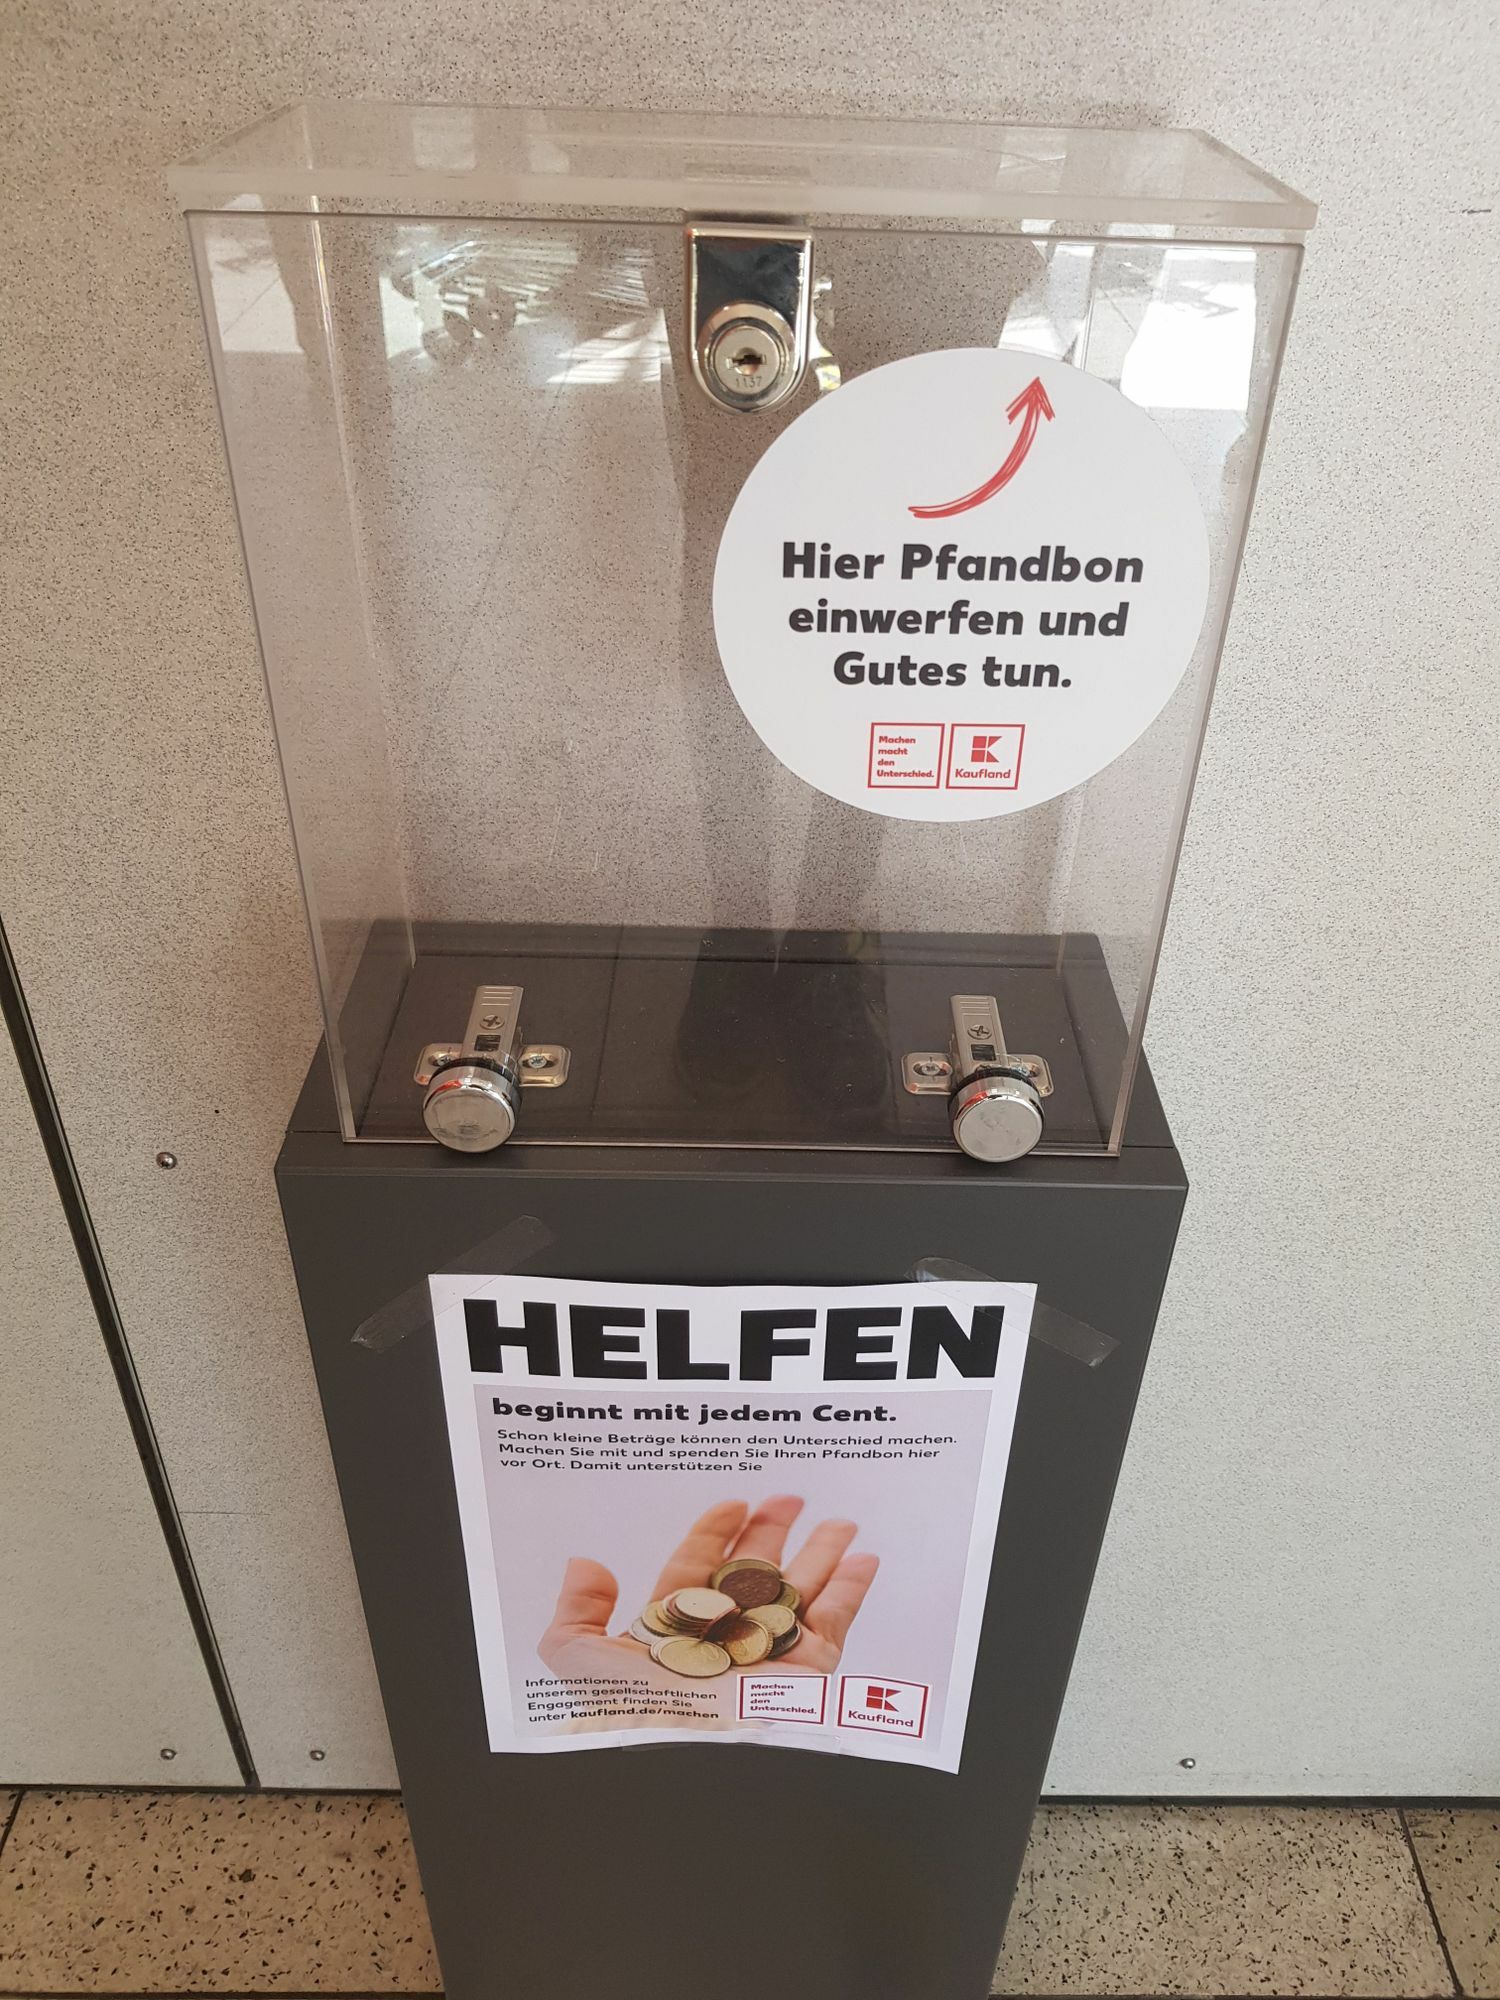 1137
Hier Pfandbon
einwerfen und
Gutes tun.
Machen
macht
den
Unterschied.
Kaufland
HELFEN
beginnt mit jedem Cent.
Schon kleine Beträge können den Unterschied machen.
Machen Sie mit und spenden Sie Ihren Pfandbon hier
vor Ort. Damit unterstützen Sie
Informationen zu
unserem gesellschaftlichen
Engagement finden Sie
unter kaufland.de/machen
Machen
macht
den
Unterschied.
Kaufland